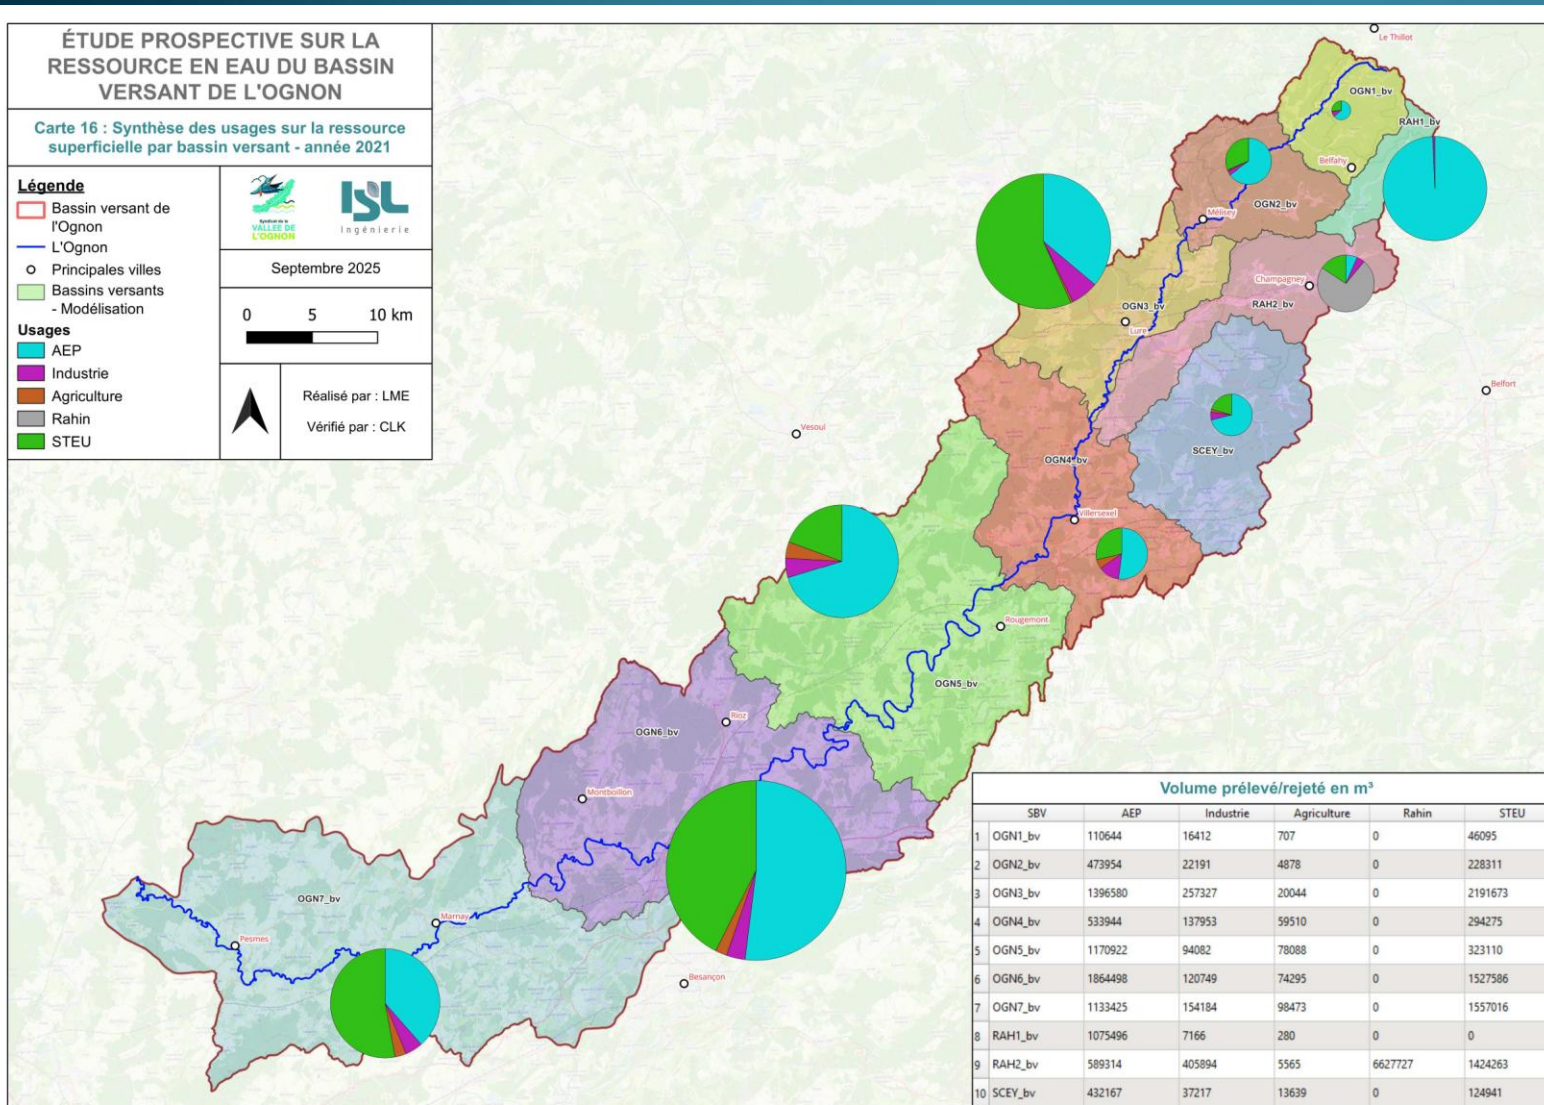 ÉTUDE PROSPECTIVE SUR LA
RESSOURCE EN EAU DU BASSIN
VERSANT DE L'OGNON
Carte 16 : Synthèse des usages sur la ressource
superficielle par bassin versant - année 2021
Légende
Bassin versant de
l'Ognon
L'Ognon
Principales villes
Bassins versants
- Modélisation
Usages
AEP
Industrie
Agriculture
Rahin
STEU
Syndicat de la
VALLEE DE
L'OGNON
ISL
Ingénierie
Septembre 2025
0 5 10 km
Réalisé par : LME
Vérifié par : CLK
Le Thillot
OGN1_bv
RAH1_bv
Belfahy
OGN2_bv
Mélisey
Champagney
RAH2_bv
OGN3_bv
Lure
Belfort
Vesoul
SCEY_bv
OGN4_bv
Villersexel
Rougemont
OGN5_bv
Rioz
OGN6_bv
Montboillon
OGN7_bv
Marnay
Pesmes
Besançon
Volume prélevé/rejeté en m³
SBV AEP Industrie Agriculture Rahin STEU
1 OGN1_bv 110644 16412 707 0 46095
2 OGN2_bv 473954 22191 4878 0 228311
3 OGN3_bv 1396580 257327 20044 0 2191673
4 OGN4_bv 533944 137953 59510 0 294275
5 OGN5_bv 1170922 94082 78088 0 323110
6 OGN6_bv 1864498 120749 74295 0 1527586
7 OGN7_bv 1133425 154184 98473 0 1557016
8 RAH1_bv 1075496 7166 280 0 0
9 RAH2_bv 589314 405894 5565 6627727 1424263
10 SCEY_bv 432167 37217 13639 0 124941